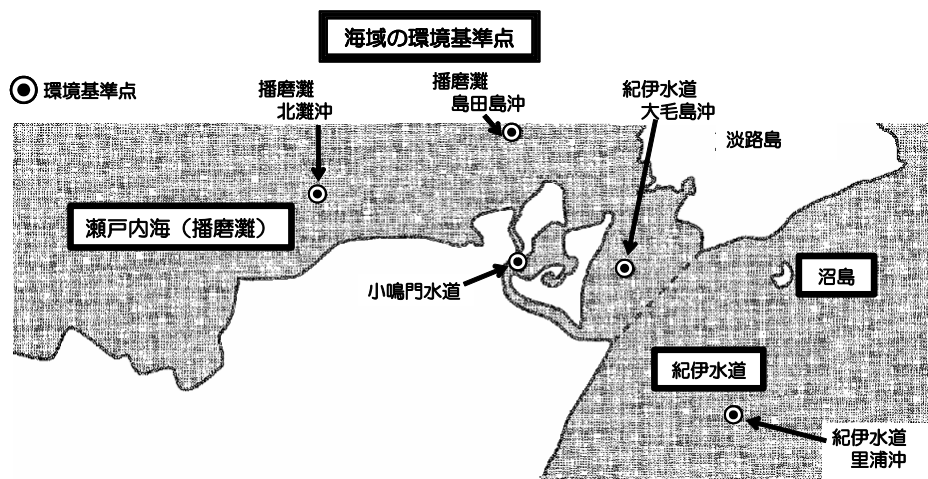 海域の環境基準点
環境基準点
播磨灘
北灘沖
播磨灘
島田島沖
紀伊水道
大毛島沖
淡路島
瀬戸内海（播磨灘）
小鳴門水道
沼島
紀伊水道
紀伊水道
里浦沖